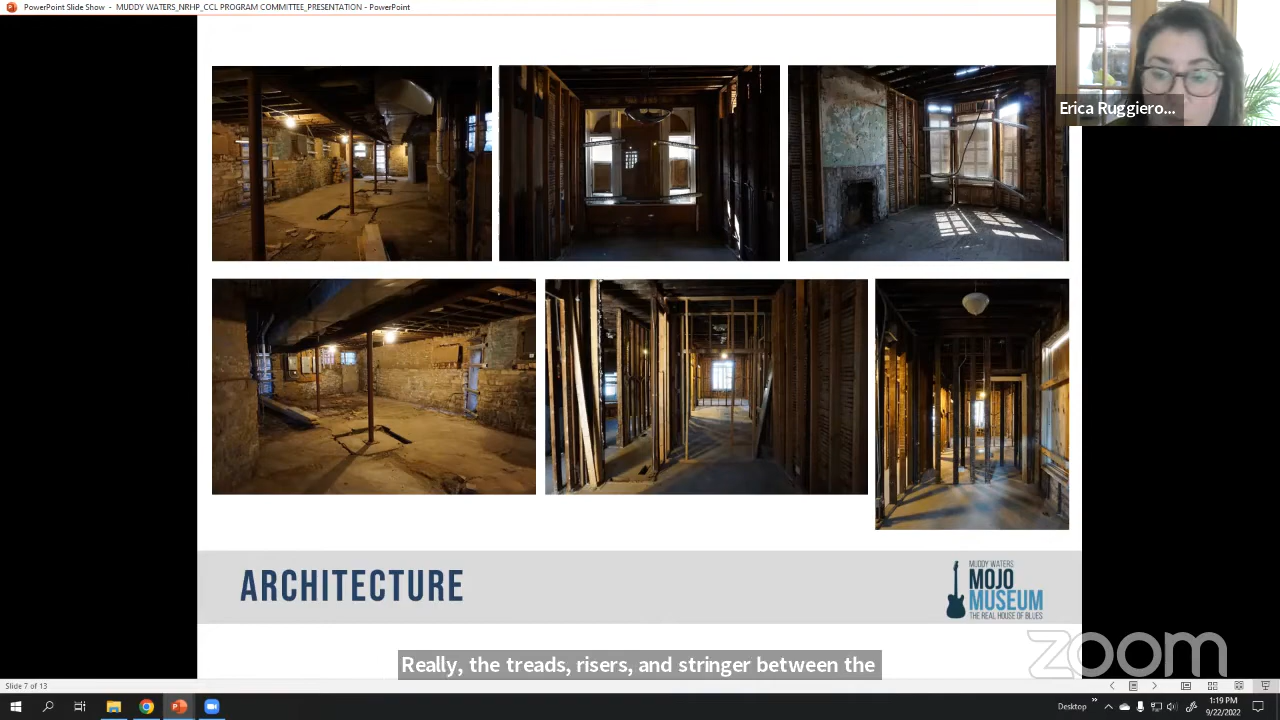 PowerPoint Slide Show - MUDDY WATERS_NRHP_CCL PROGRAM COMMITTEE_PRESENTATION - PowerPoint
Erica Ruggiero...
ARCHITECTURE
MUDDY WATERS
MOJO
MUSEUM
THE REAL HOUSE OF BLUES
zoom
Really, the treads, risers, and stringer between the
Slide 7 of 13
Desktop
1:19 PM
9/22/2022